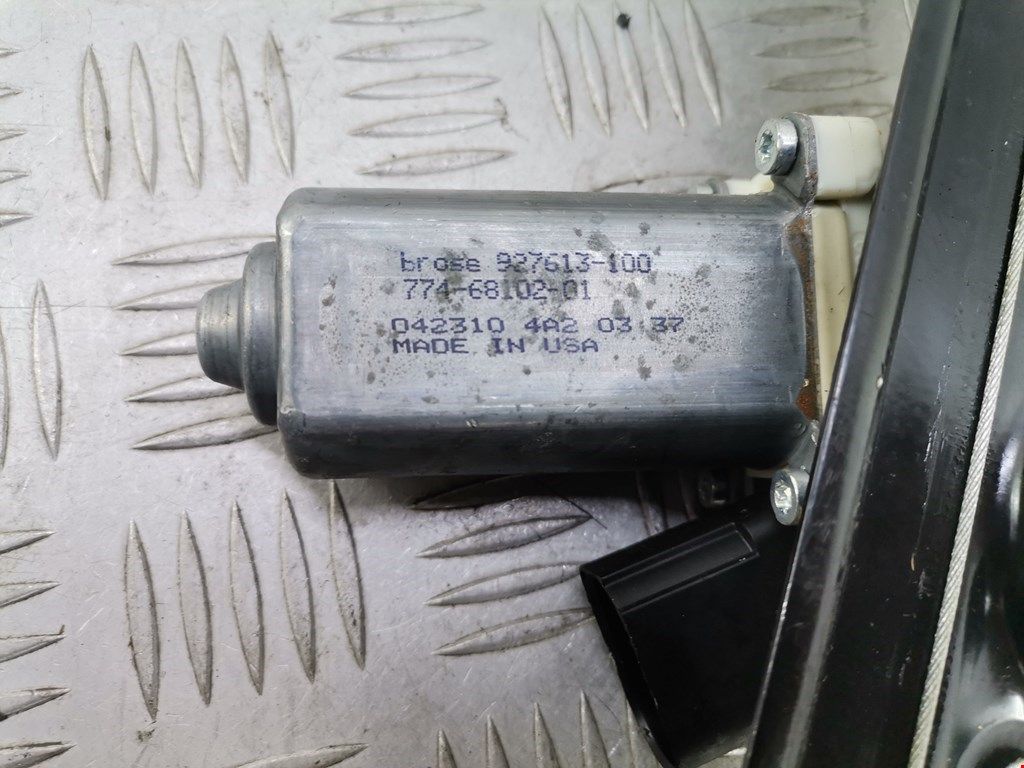 brose 927613-100
774-68102-01
042310 4A2 03 37
MADE IN USA